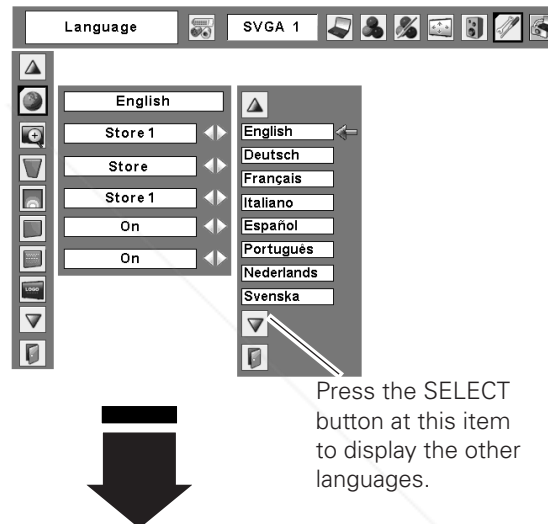 Language
SVGA 1
English
Store 1
Store
Store 1
On
On
English
Deutsch
Français
Italiano
Español
Português
Nederlands
Svenska
LOGO
Press the SELECT
button at this item
to display the other
languages.